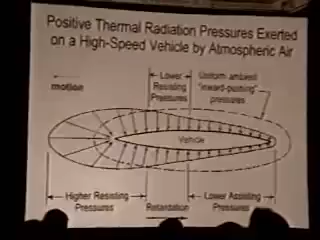 Positive Thermal Radiation Pressures Exerted
on a High-Speed Vehicle by Atmospheric Air
motion
Lower
Resisting
Pressures
Uniform ambient
"inward-pushing"
pressures
Vehicle
Higher Resisting
Pressures
Retardation
Lower Assisting
Pressures